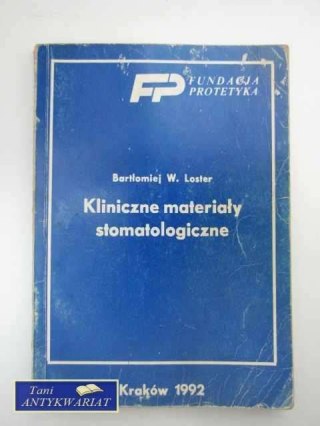 FP FUNDACJA
PROTETYKA
Bartłomiej W. Loster
Kliniczne materiały
stomatologiczne
Kraków 1992
Tani
ANTYKWARIAT